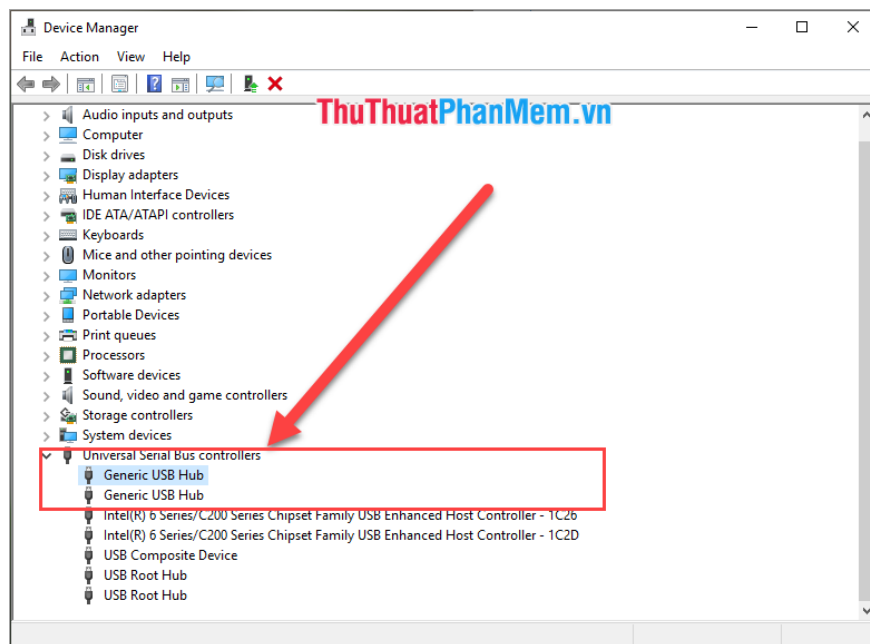 Device Manager
File Action View Help
ThuThuatPhanMem.vn
Audio inputs and outputs
Computer
Disk drives
Display adapters
Human Interface Devices
IDE ATA/ATAPI controllers
Keyboards
Mice and other pointing devices
Monitors
Network adapters
Portable Devices
Print queues
Processors
Software devices
Sound, video and game controllers
Storage controllers
System devices
Universal Serial Bus controllers
Generic USB Hub
Generic USB Hub
Intel(R) 6 Series/C200 Series Chipset Family USB Enhanced Host Controller - 1C26
Intel(R) 6 Series/C200 Series Chipset Family USB Enhanced Host Controller - 1C2D
USB Composite Device
USB Root Hub
USB Root Hub